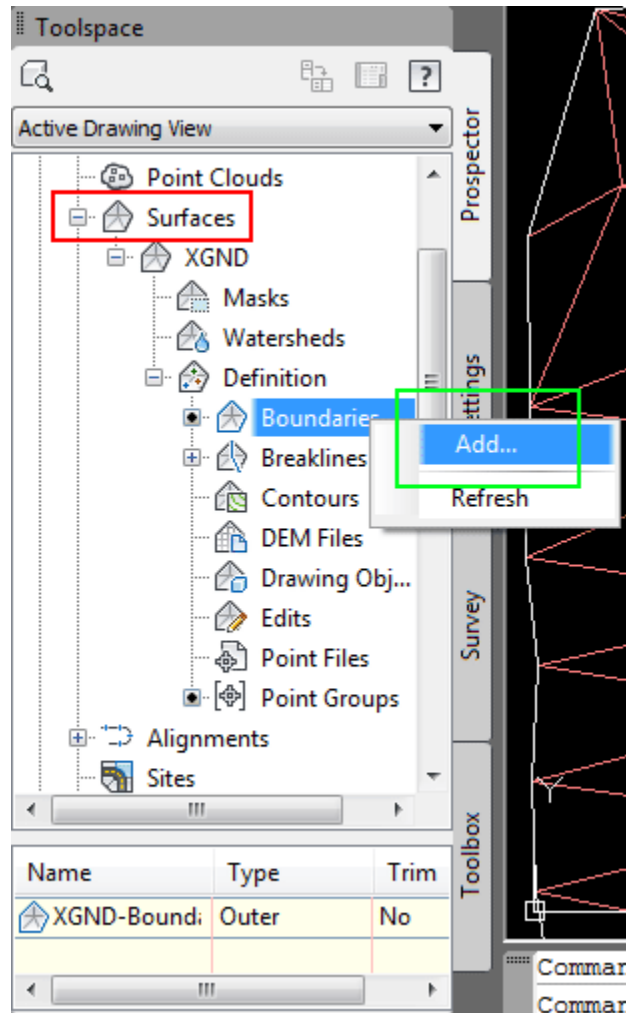 Toolspace
?
Active Drawing View
Point Clouds
Surfaces
XGND
Masks
Watersheds
Definition
Boundaries
Add...
Breaklines
Refresh
Contours
DEM Files
Drawing Obj...
Edits
Point Files
Point Groups
Alignments
Sites
Prospector
ttings
Survey
Toolbox
Name Type Trim
XGND-Bound: Outer No
Y
Commar
Commar